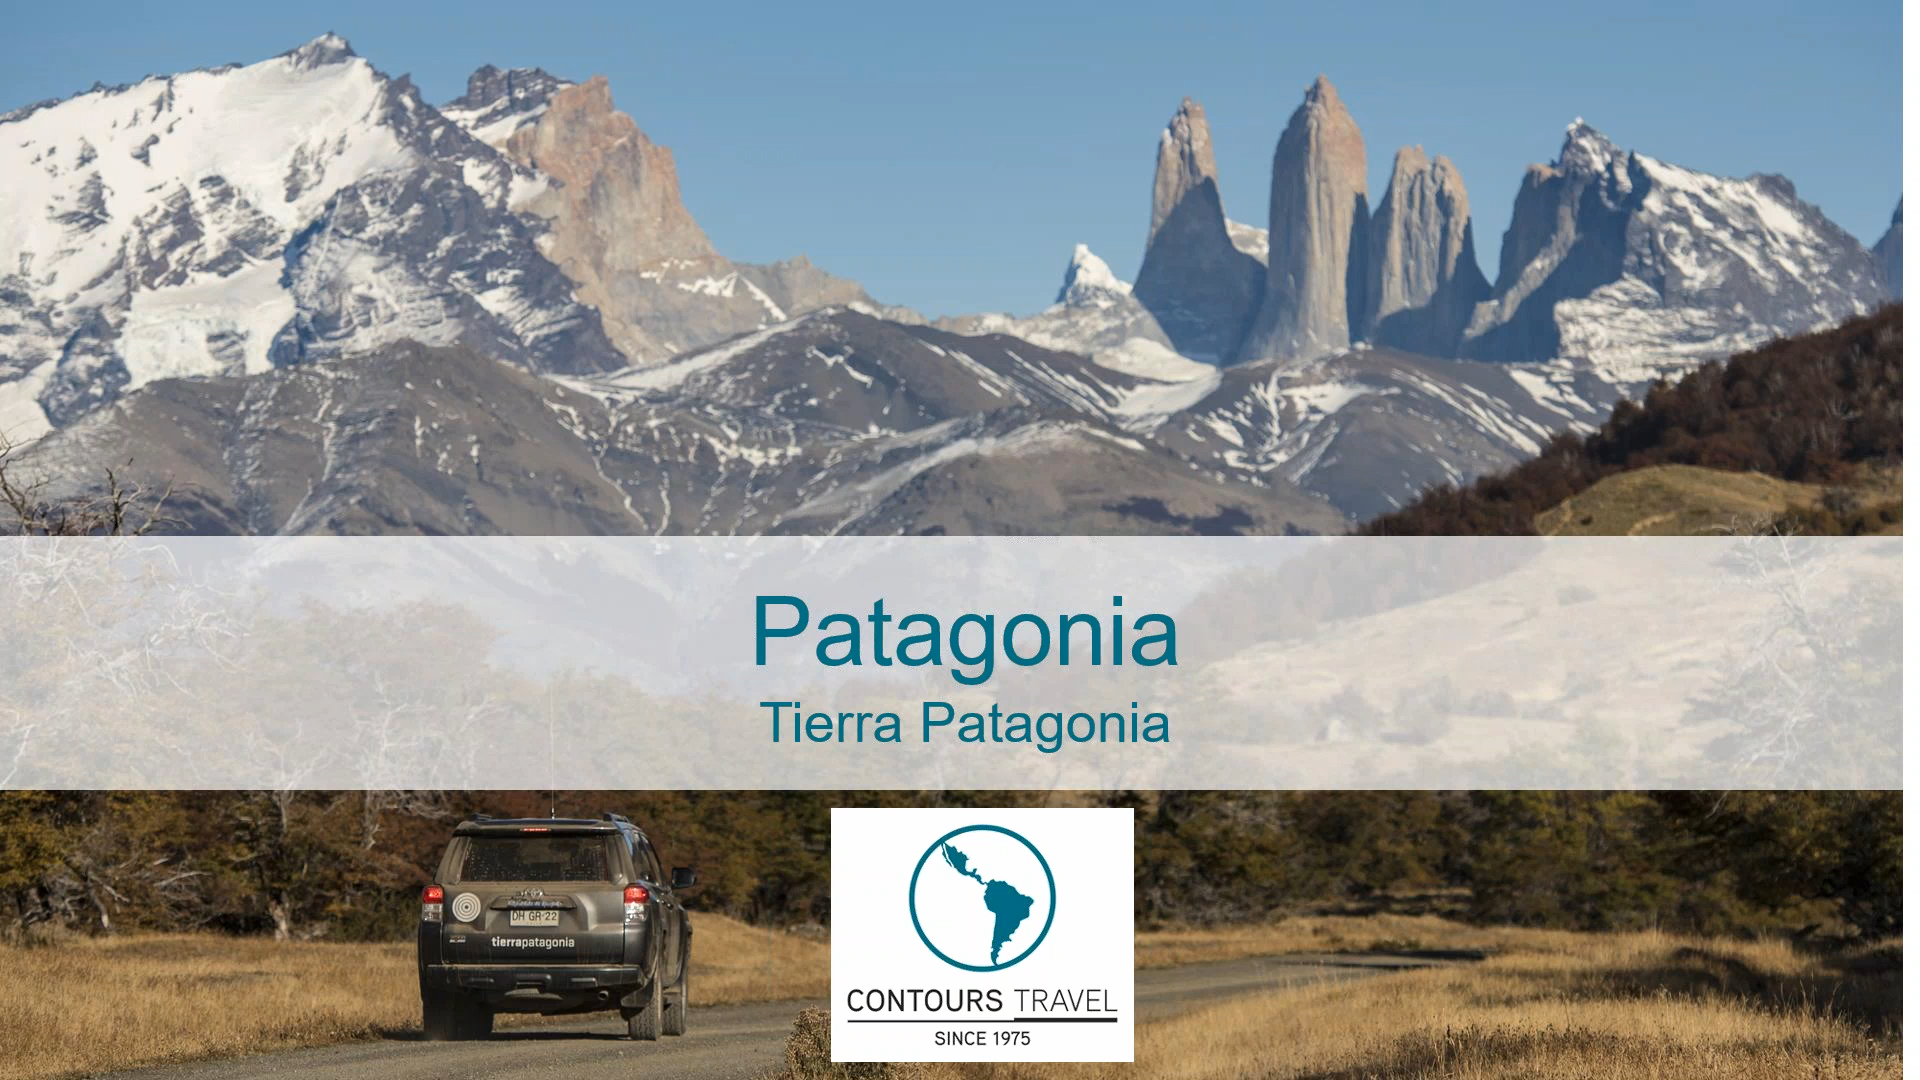 Patagonia
Tierra Patagonia
DH GR·22
tierrapatagonia
CONTOURS TRAVEL
SINCE 1975